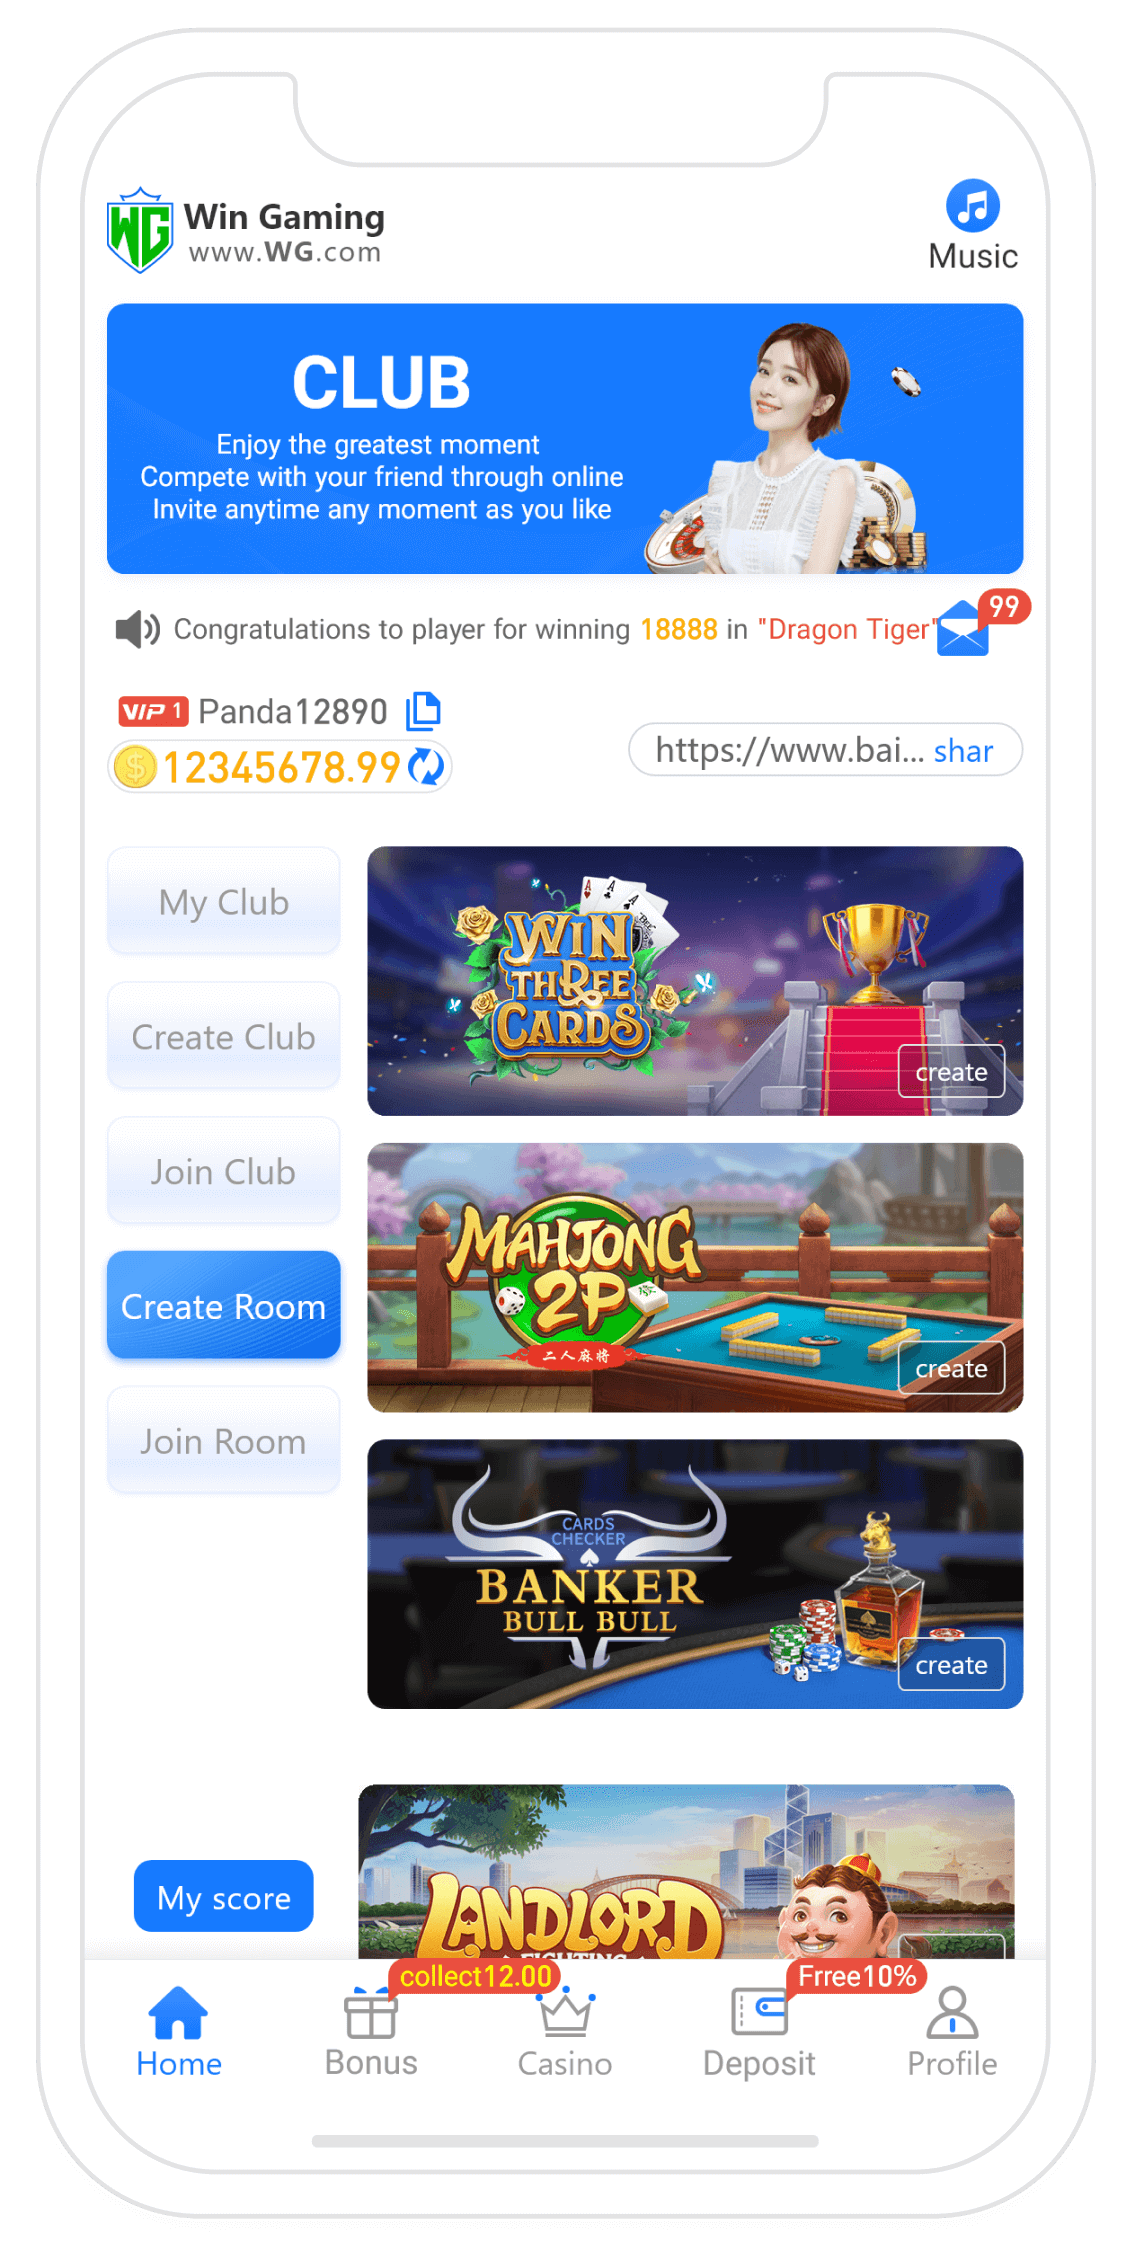 WG
Win Gaming
www.WG.com
Music
CLUB
Enjoy the greatest moment
Compete with your friend through online
Invite anytime any moment as you like
Congratulations to player for winning 18888 in "Dragon Tiger"
99
VIP 1 Panda12890
$ 12345678.99
https://www.bai... shar
My Club
Create Club
Join Club
Create Room
Join Room
WIN
THREE
CARDS
create
MAHJONG
2P
二人麻将
create
CARDS
CHECKER
BANKER
BULL BULL
create
My score
LANDLORD
FIGHTING
collect12.00
Frree10%
Home
Bonus
Casino
Deposit
Profile